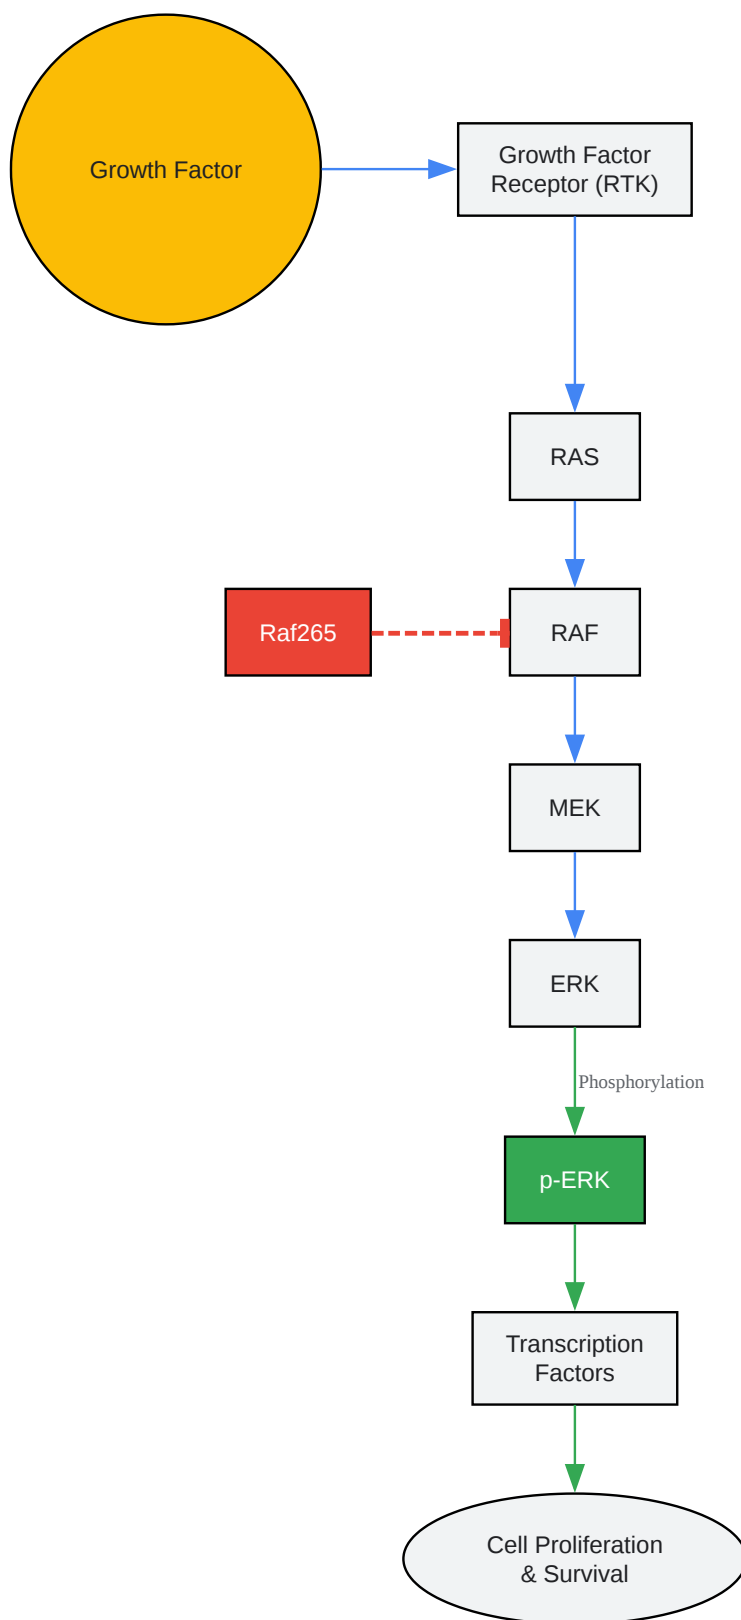 Growth Factor
Growth Factor
Receptor (RTK)
RAS
Raf265
RAF
MEK
ERK
Phosphorylation
p-ERK
Transcription
Factors
Cell Proliferation
& Survival